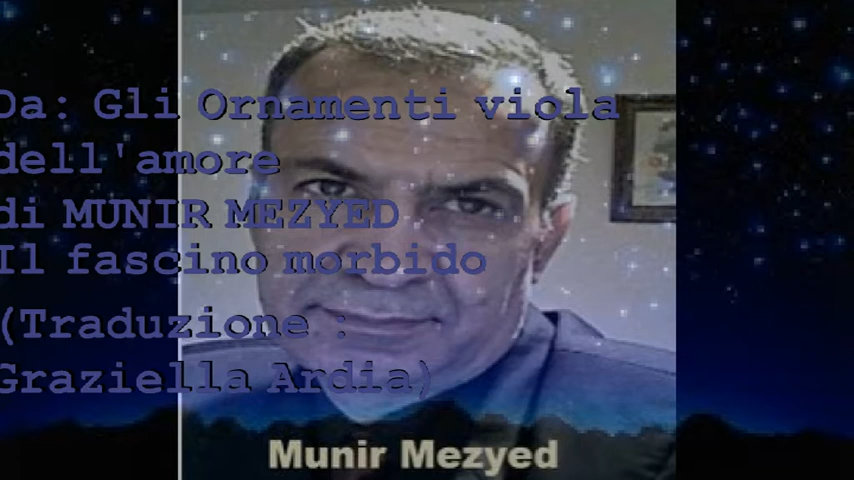 Da: Gli Ornamenti viola
dell'amore
di MUNIR MEZYED
Il fascino morbido
(Traduzione :
Graziella Ardia)
Munir Mezyed